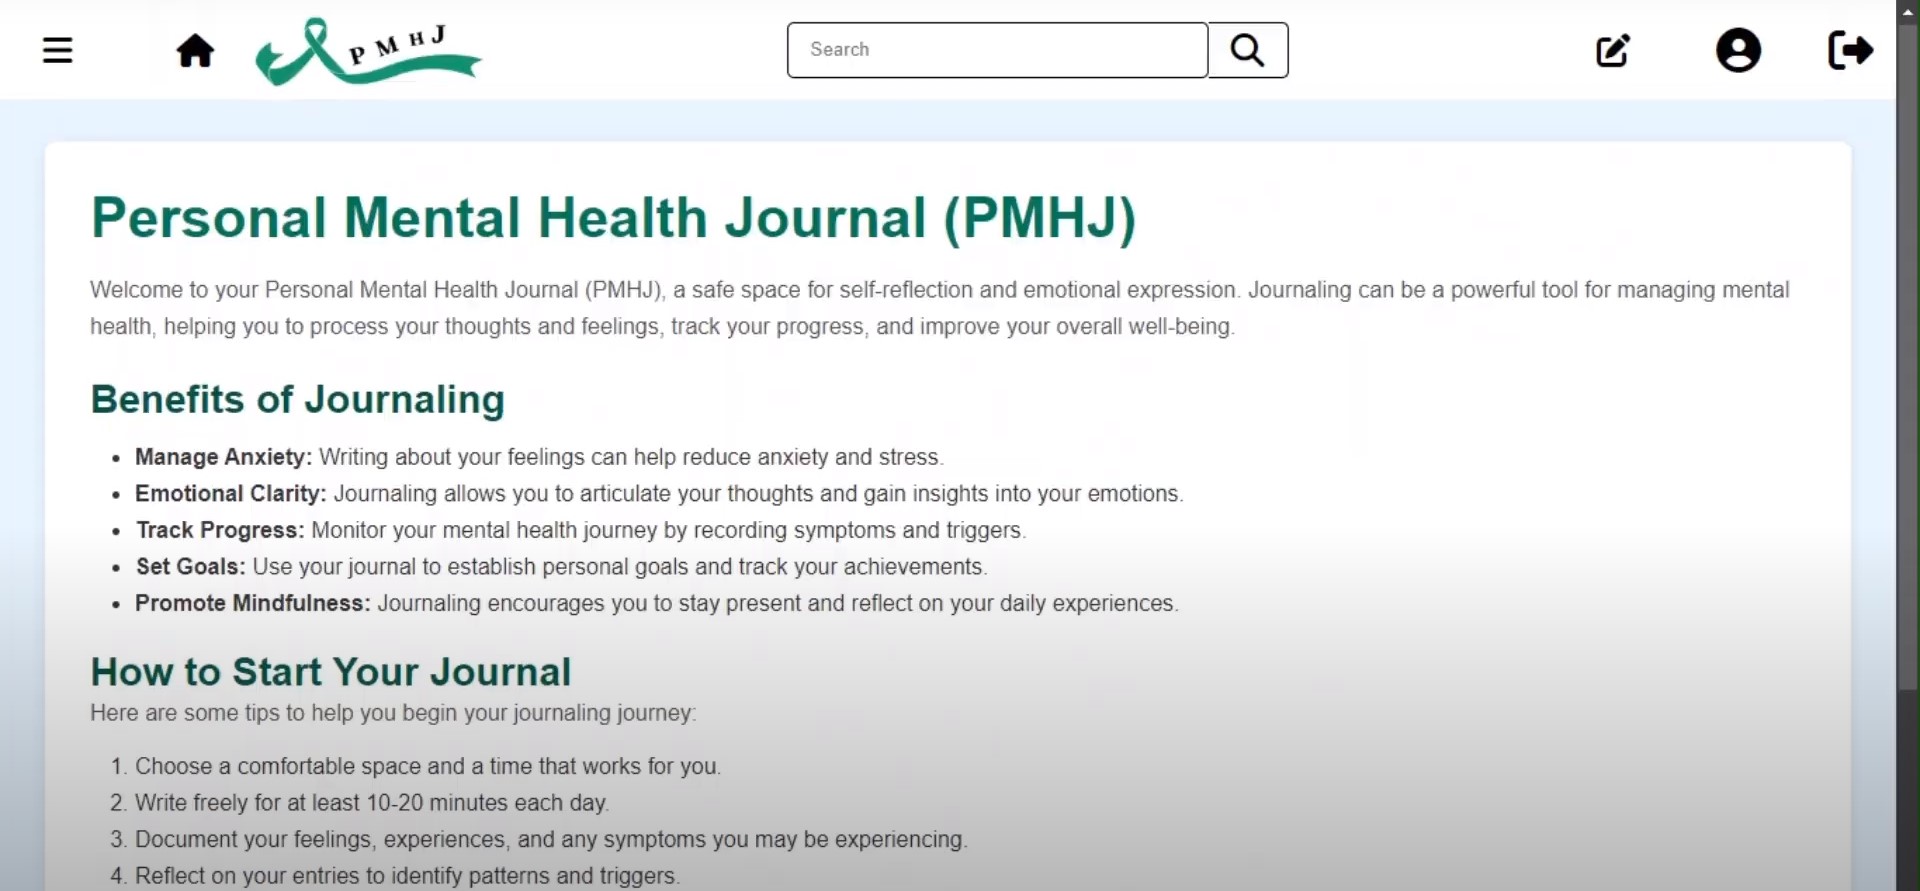 PMHJ
Search
Personal Mental Health Journal (PMHJ)
Welcome to your Personal Mental Health Journal (PMHJ), a safe space for self-reflection and emotional expression. Journaling can be a powerful tool for managing mental
health, helping you to process your thoughts and feelings, track your progress, and improve your overall well-being.
Benefits of Journaling
• Manage Anxiety: Writing about your feelings can help reduce anxiety and stress.
• Emotional Clarity: Journaling allows you to articulate your thoughts and gain insights into your emotions.
• Track Progress: Monitor your mental health journey by recording symptoms and triggers.
• Set Goals: Use your journal to establish personal goals and track your achievements.
• Promote Mindfulness: Journaling encourages you to stay present and reflect on your daily experiences.
How to Start Your Journal
Here are some tips to help you begin your journaling journey:
1. Choose a comfortable space and a time that works for you.
2. Write freely for at least 10-20 minutes each day.
3. Document your feelings, experiences, and any symptoms you may be experiencing.
4. Reflect on your entries to identify patterns and triggers.